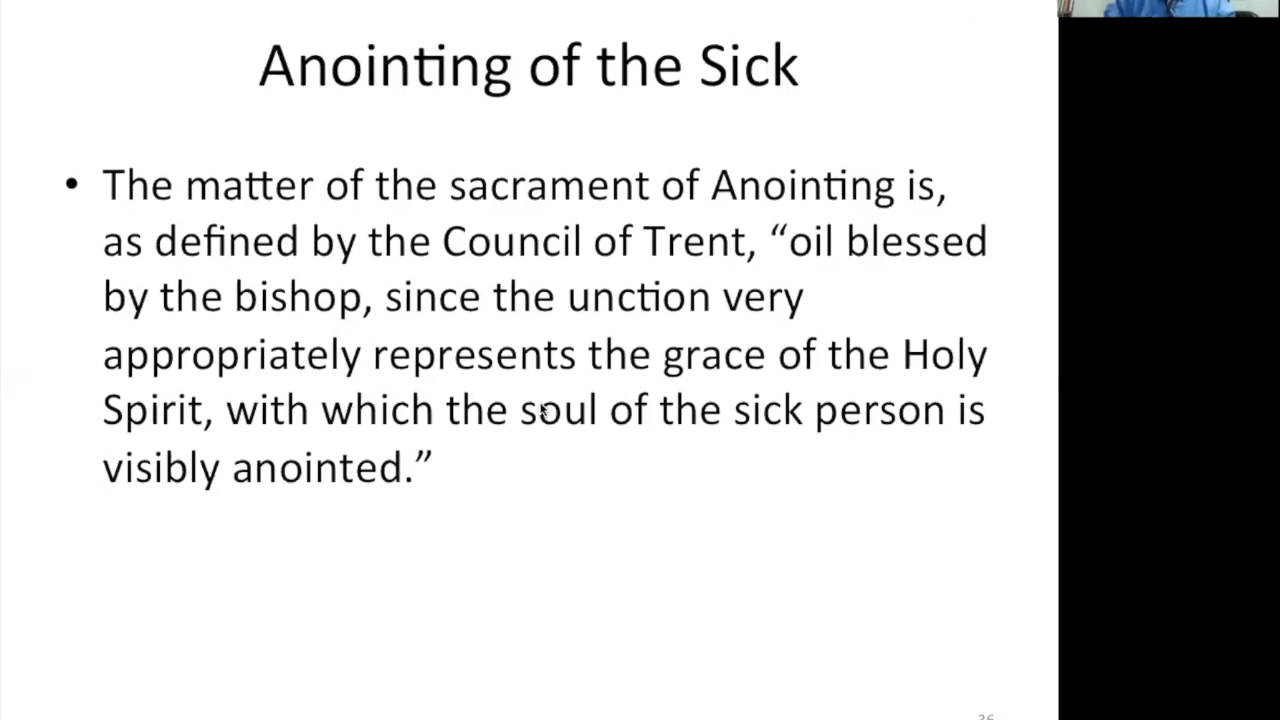 Anointing of the Sick
• The matter of the sacrament of Anointing is,
as defined by the Council of Trent, “oil blessed
by the bishop, since the unction very
appropriately represents the grace of the Holy
Spirit, with which the soul of the sick person is
visibly anointed.”
36